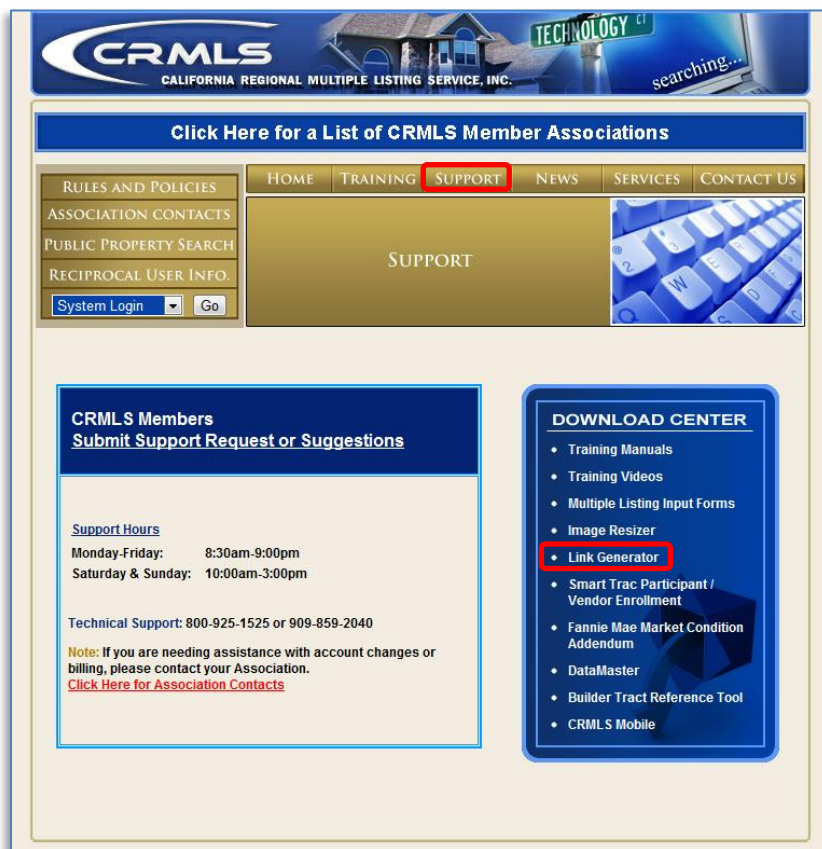 CRMLS
CALIFORNIA REGIONAL MULTIPLE LISTING SERVICE, INC.
TECHNOLOGY CT
searching...
Click Here for a List of CRMLS Member Associations
RULES AND POLICIES
ASSOCIATION CONTACTS
PUBLIC PROPERTY SEARCH
RECIPROCAL USER INFO.
System Login Go
HOME TRAINING SUPPORT NEWS SERVICES CONTACT US
SUPPORT
CRMLS Members
Submit Support Request or Suggestions
Support Hours
Monday-Friday: 8:30am-9:00pm
Saturday & Sunday: 10:00am-3:00pm
Technical Support: 800-925-1525 or 909-859-2040
Note: If you are needing assistance with account changes or
billing, please contact your Association.
Click Here for Association Contacts
DOWNLOAD CENTER
• Training Manuals
• Training Videos
• Multiple Listing Input Forms
• Image Resizer
• Link Generator
• Smart Trac Participant /
Vendor Enrollment
• Fannie Mae Market Condition
Addendum
• DataMaster
• Builder Tract Reference Tool
• CRMLS Mobile